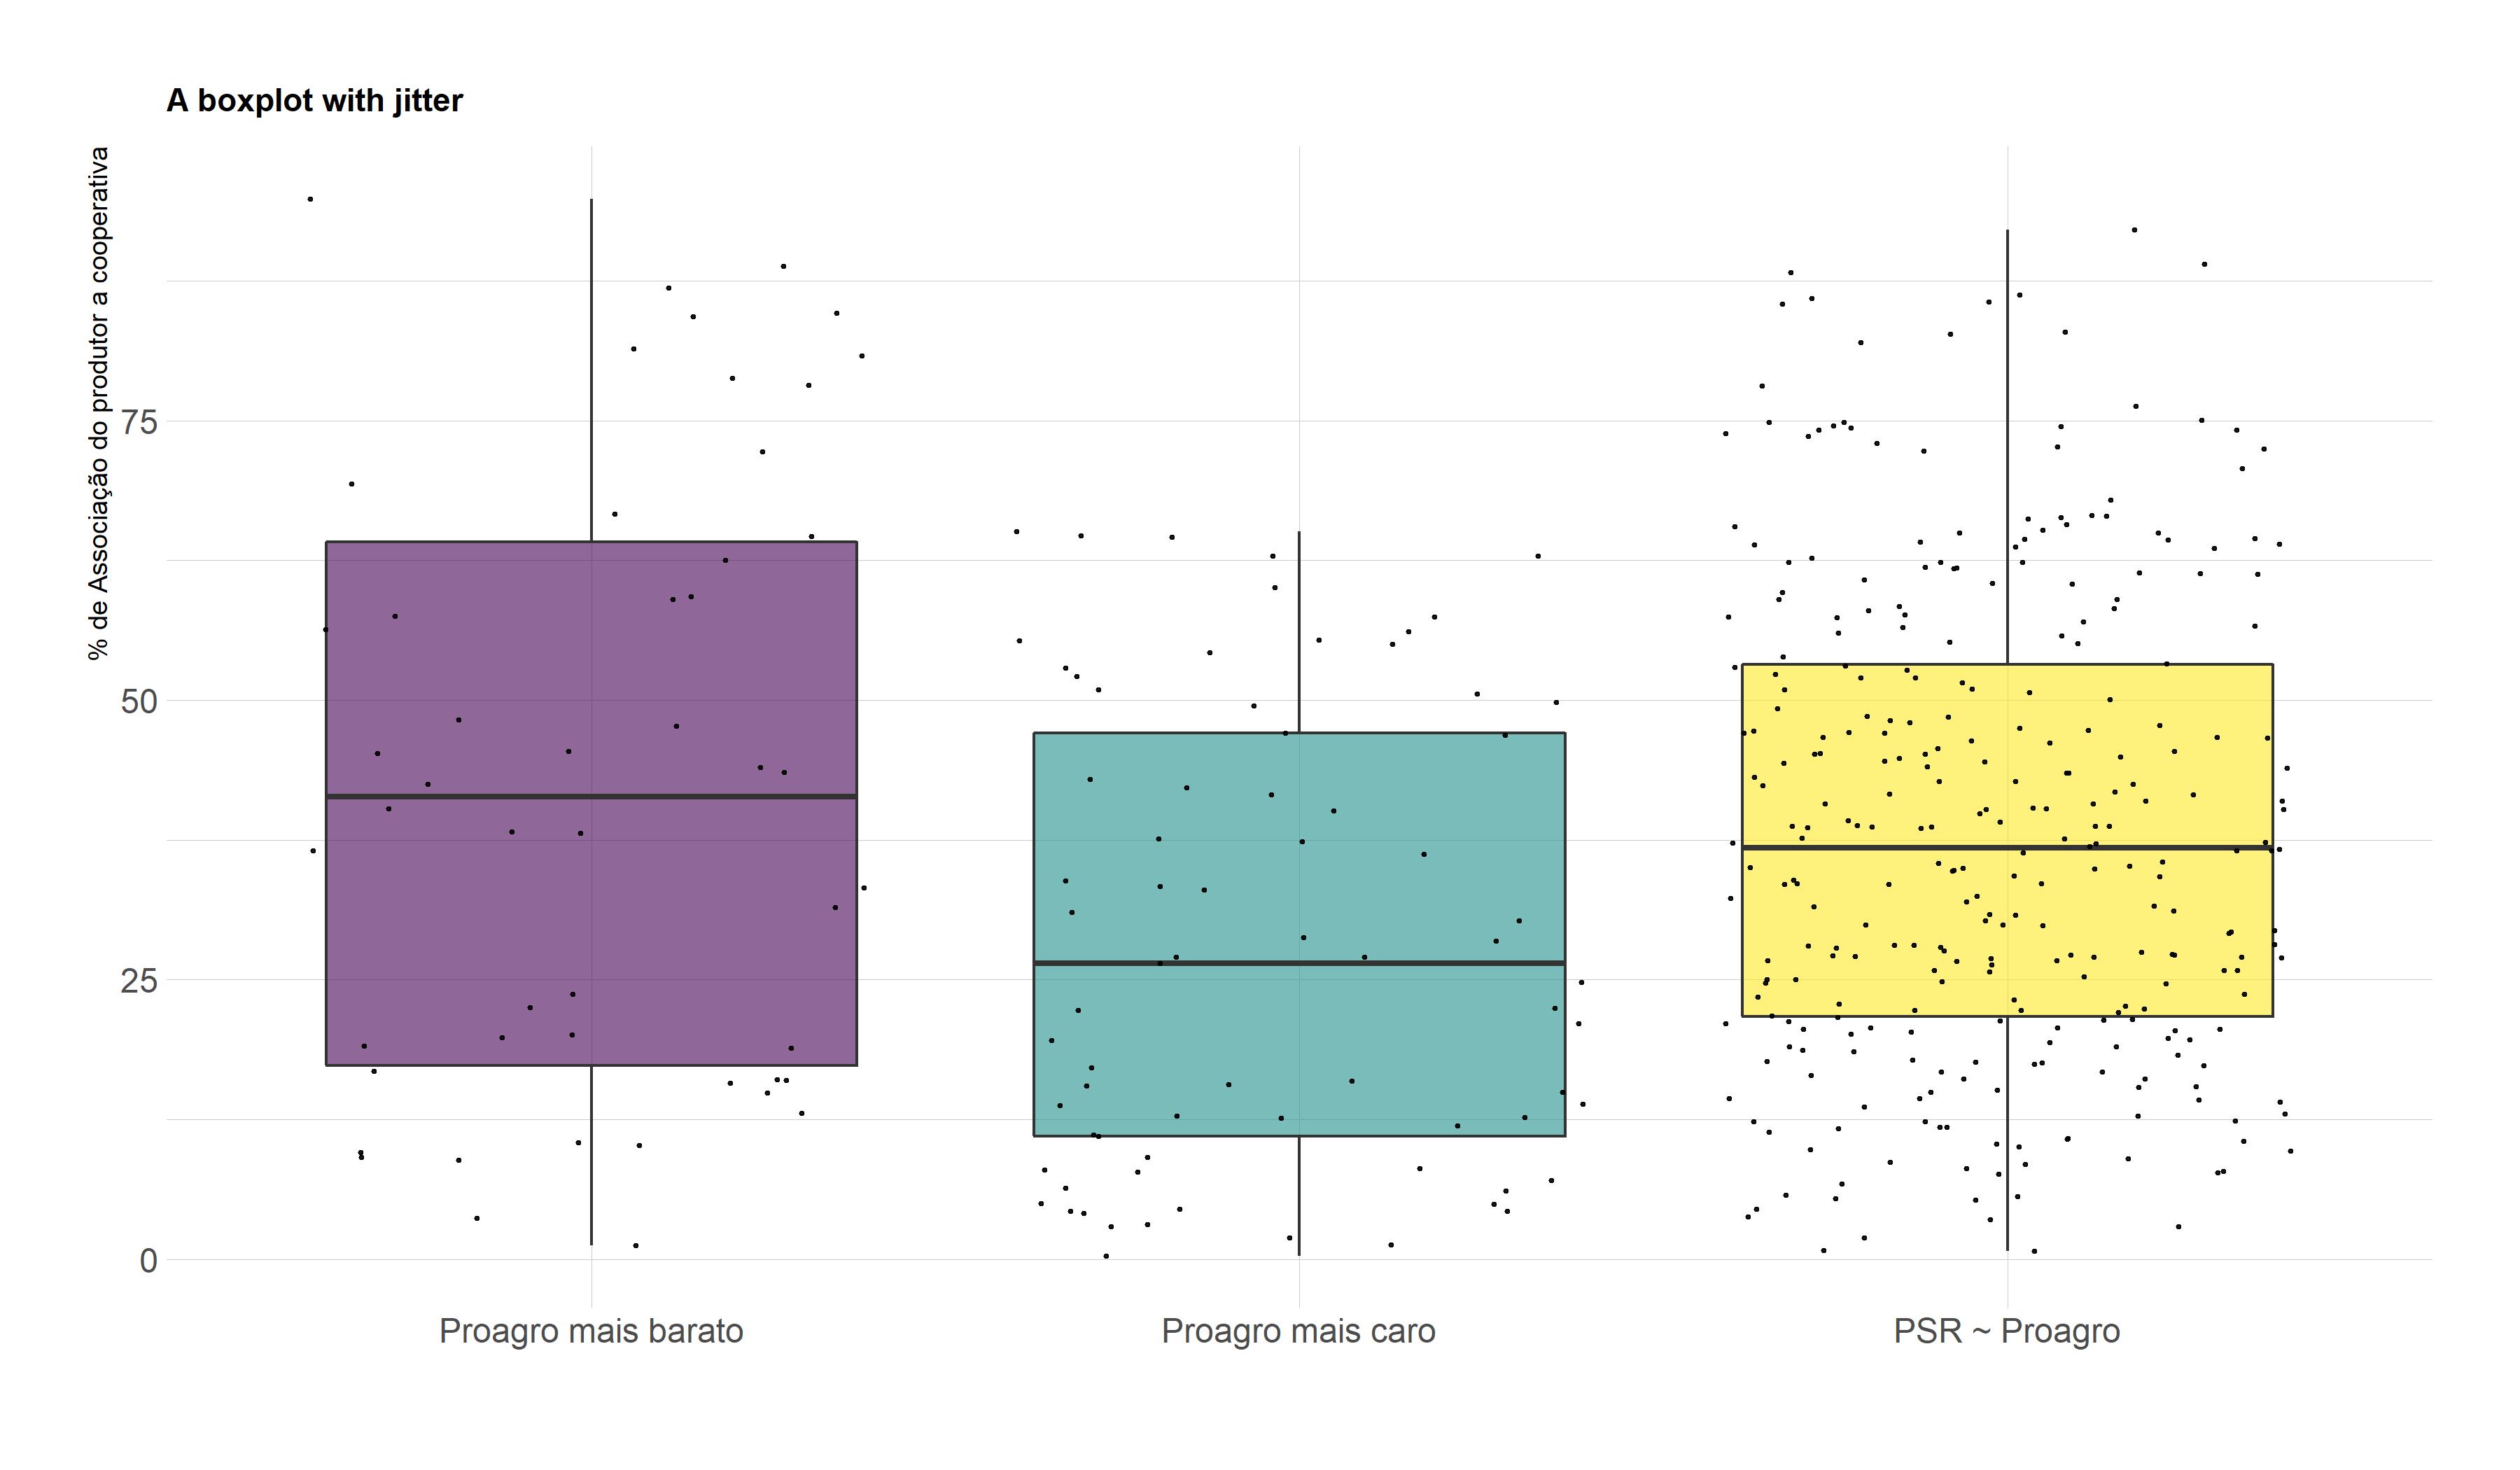 A boxplot with jitter
% de Associação do produtor a cooperativa
75
50
25
0
Proagro mais barato
Proagro mais caro
PSR ~ Proagro